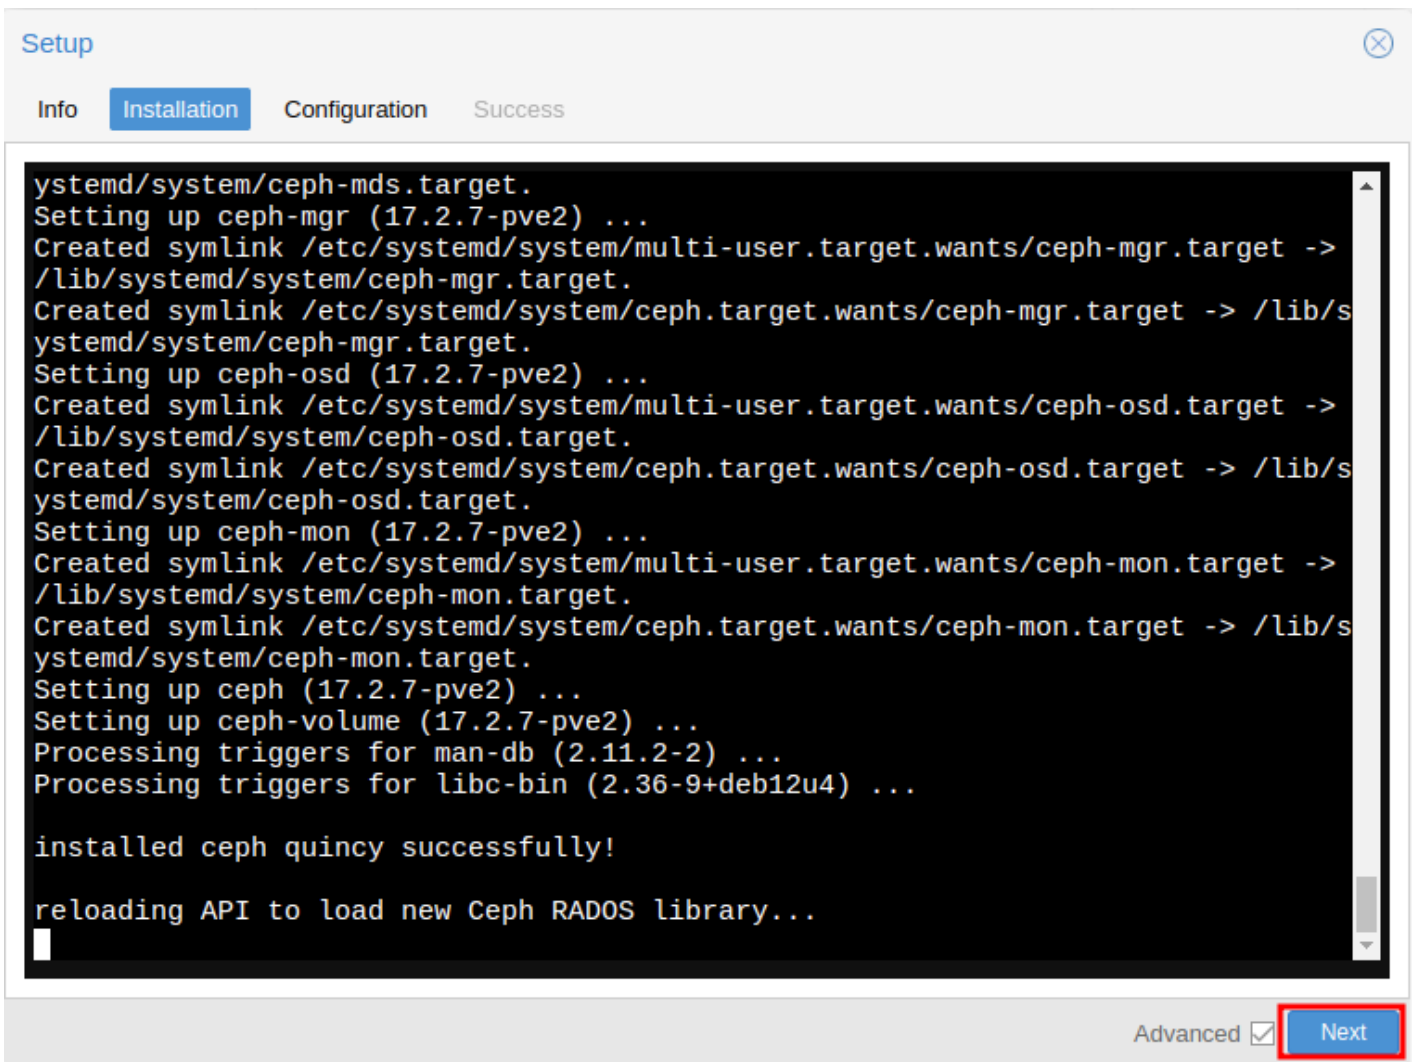 Setup
Info Installation Configuration Success
ystemd/system/ceph-mds.target.
Setting up ceph-mgr (17.2.7-pve2) ...
Created symlink /etc/systemd/system/multi-user.target.wants/ceph-mgr.target ->
/lib/systemd/system/ceph-mgr.target.
Created symlink /etc/systemd/system/ceph.target.wants/ceph-mgr.target -> /lib/s
ystemd/system/ceph-mgr.target.
Setting up ceph-osd (17.2.7-pve2) ...
Created symlink /etc/systemd/system/multi-user.target.wants/ceph-osd.target ->
/lib/systemd/system/ceph-osd.target.
Created symlink /etc/systemd/system/ceph.target.wants/ceph-osd.target -> /lib/s
ystemd/system/ceph-osd.target.
Setting up ceph-mon (17.2.7-pve2) ...
Created symlink /etc/systemd/system/multi-user.target.wants/ceph-mon.target ->
/lib/systemd/system/ceph-mon.target.
Created symlink /etc/systemd/system/ceph.target.wants/ceph-mon.target -> /lib/s
ystemd/system/ceph-mon.target.
Setting up ceph (17.2.7-pve2) ...
Setting up ceph-volume (17.2.7-pve2) ...
Processing triggers for man-db (2.11.2-2) ...
Processing triggers for libc-bin (2.36-9+deb12u4) ...
installed ceph quincy successfully!
reloading API to load new Ceph RADOS library...
Advanced Next